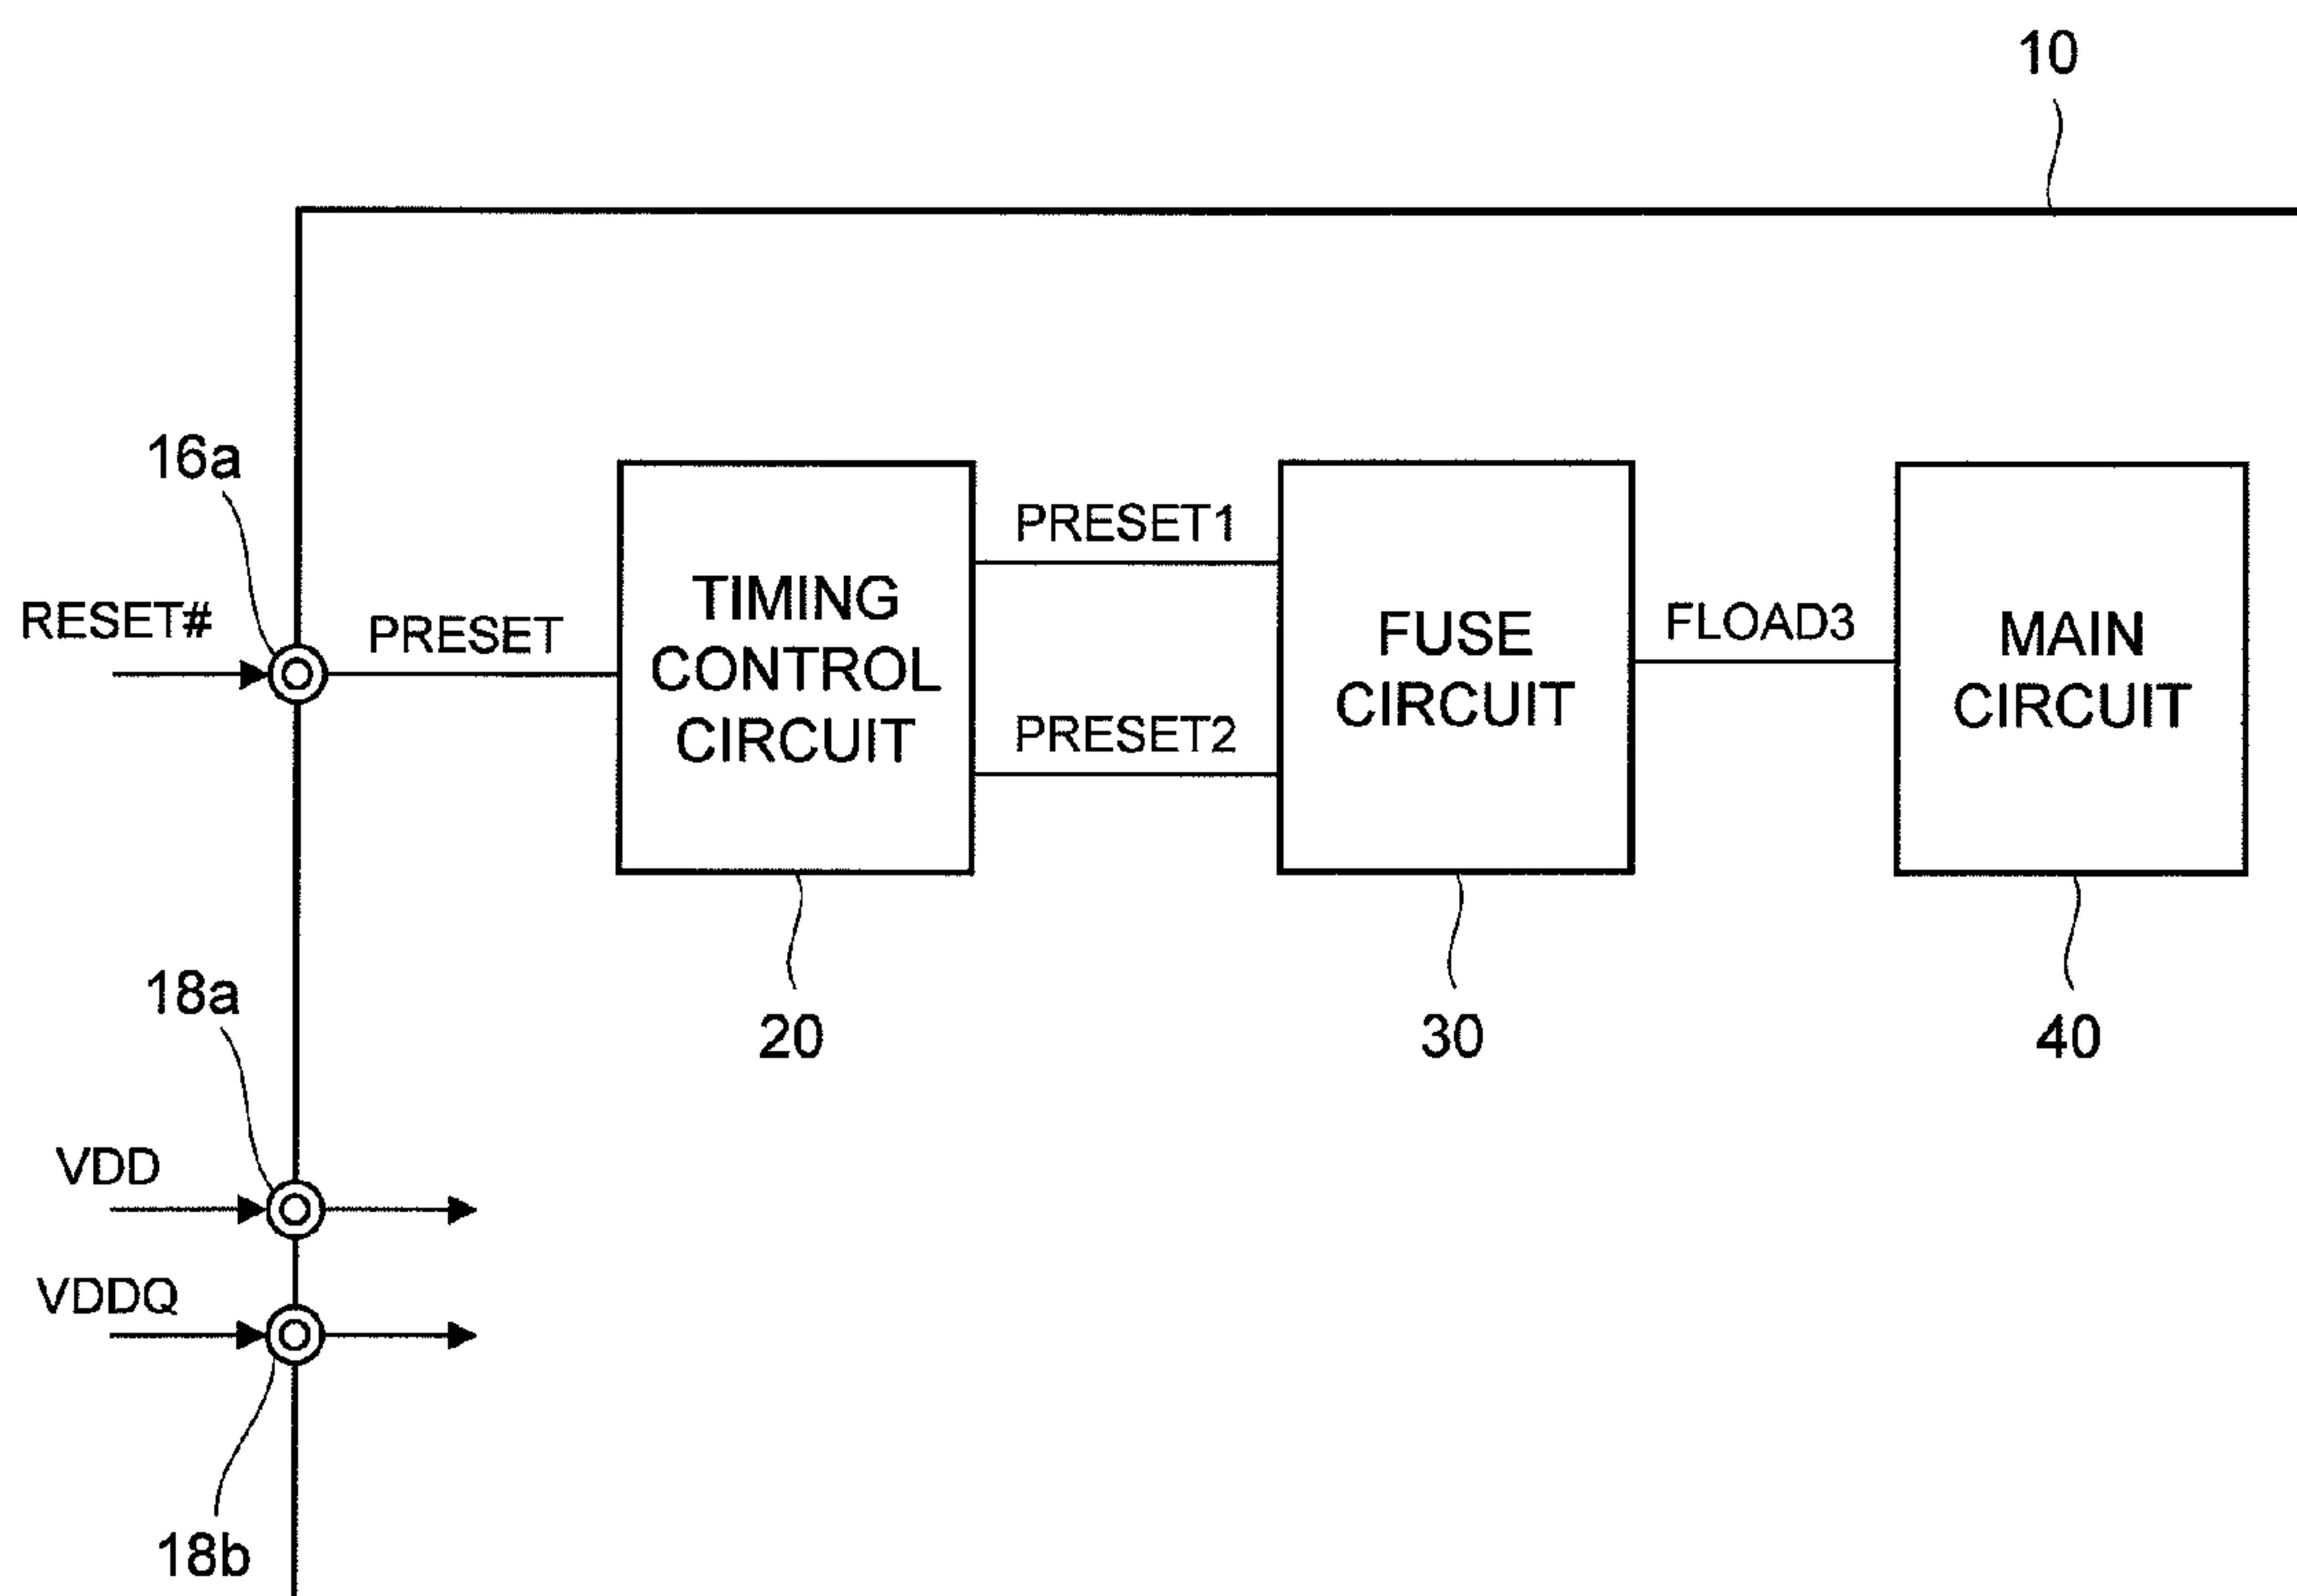 10
16a
RESET#
PRESET
TIMING
CONTROL
CIRCUIT
PRESET1
PRESET2
FUSE
CIRCUIT
FLOAD3
MAIN
CIRCUIT
20
30
40
18a
VDD
VDDQ
18b